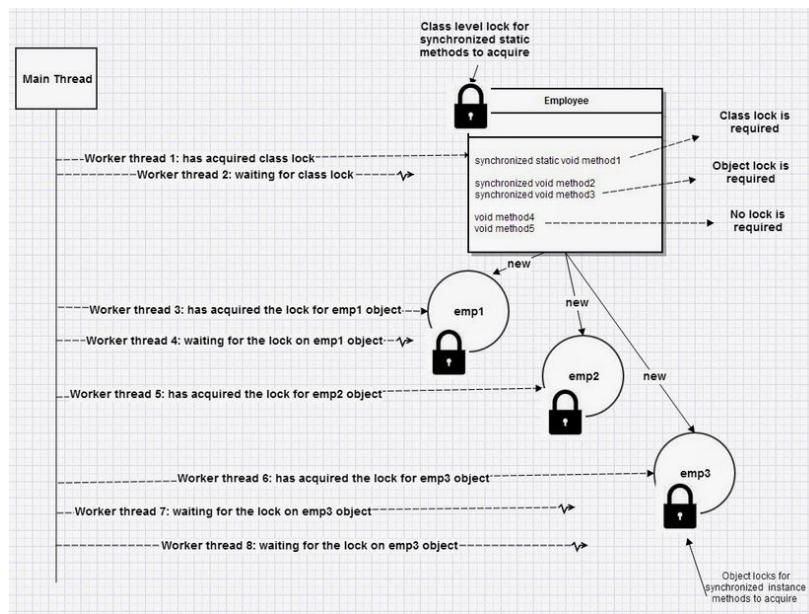 Class level lock for
synchronized static
methods to acquire
Main Thread
Employee
Class lock is
required
Worker thread 1: has acquired class lock
synchronized static void method1
Worker thread 2: waiting for class lock
Object lock is
required
synchronized void method2
synchronized void method3
No lock is
required
void method4
void method5
new
Worker thread 3: has acquired the lock for emp1 object
emp1
new
Worker thread 4: waiting for the lock on emp1 object
emp2
new
Worker thread 5: has acquired the lock for emp2 object
Worker thread 6: has acquired the lock for emp3 object
emp3
Worker thread 7: waiting for the lock on emp3 object
Worker thread 8: waiting for the lock on emp3 object
Object locks for
synchronized instance
methods to acquire